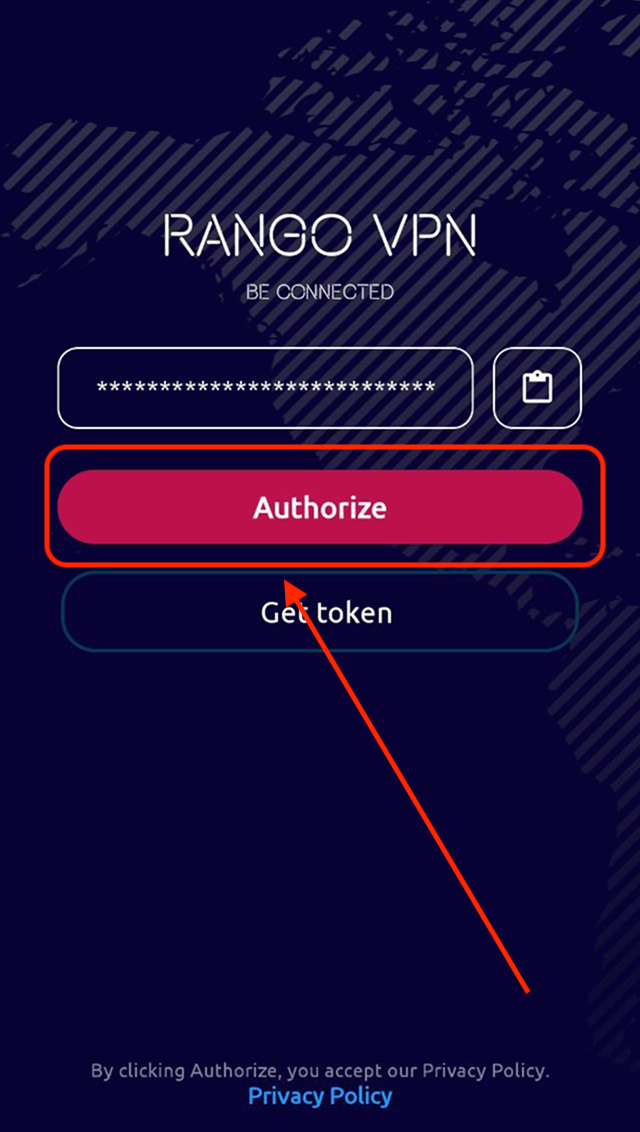 RANGO VPN
BE CONNECTED
***************************
Authorize
Get token
By clicking Authorize, you accept our Privacy Policy.
Privacy Policy